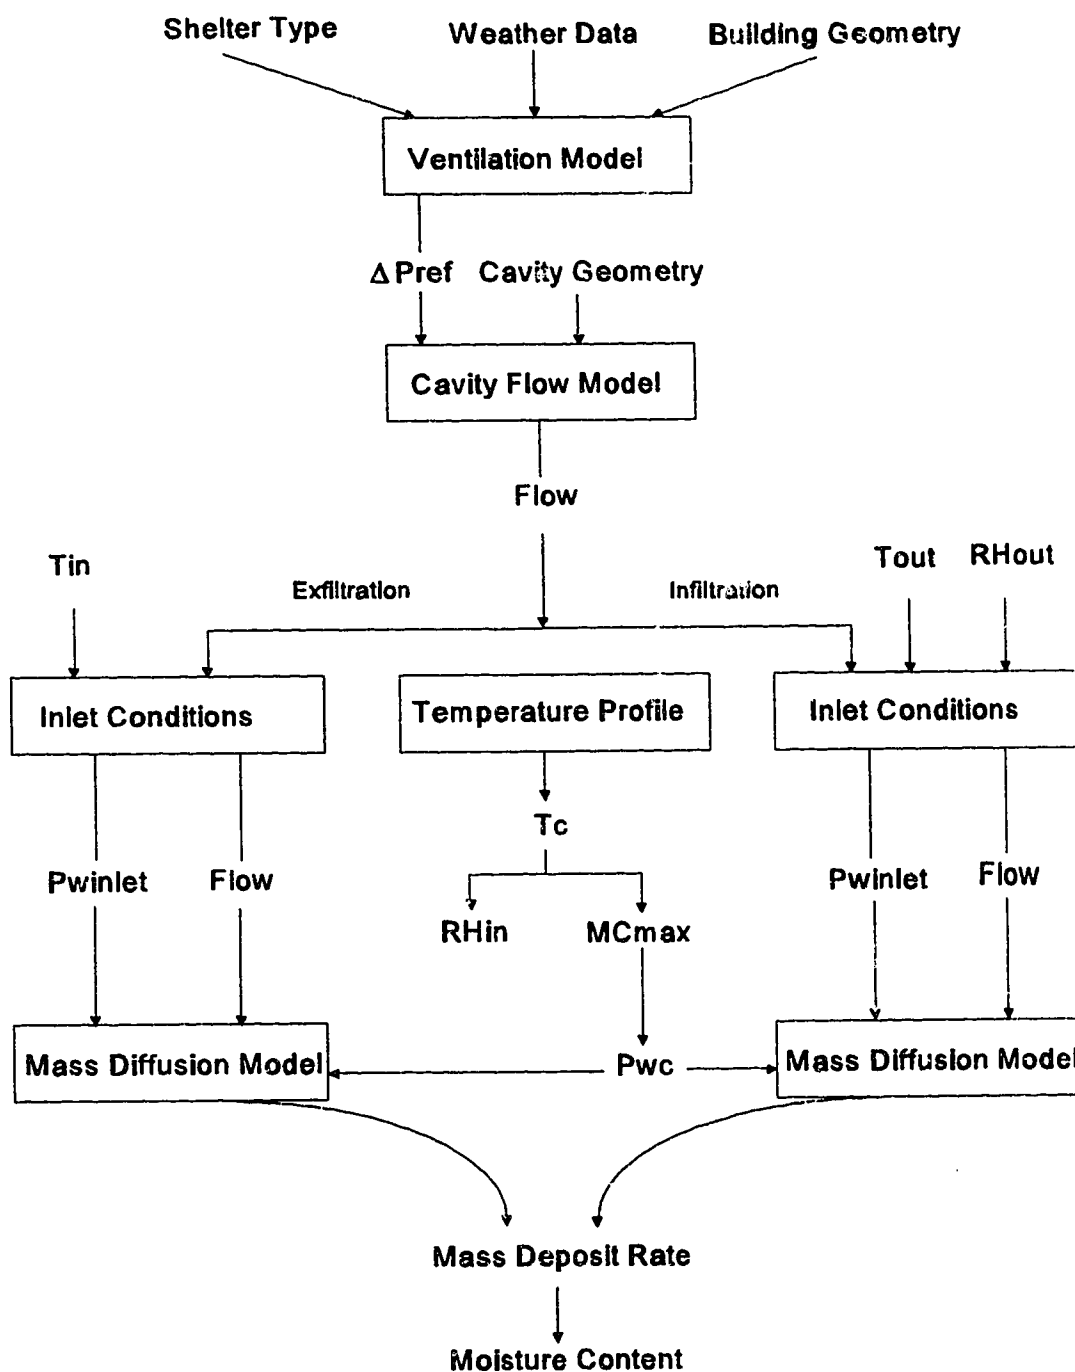 Shelter Type
Weather Data
Building Geometry
Ventilation Model
Δ Pref
Cavity Geometry
Cavity Flow Model
Flow
Tin
Exfiltration
Infiltration
Tout
RHout
Inlet Conditions
Temperature Profile
Inlet Conditions
Tc
Pwinlet
Flow
Pwinlet
Flow
RHin
MCmax
Mass Diffusion Model
Pwc
Mass Diffusion Model
Mass Deposit Rate
Moisture Content